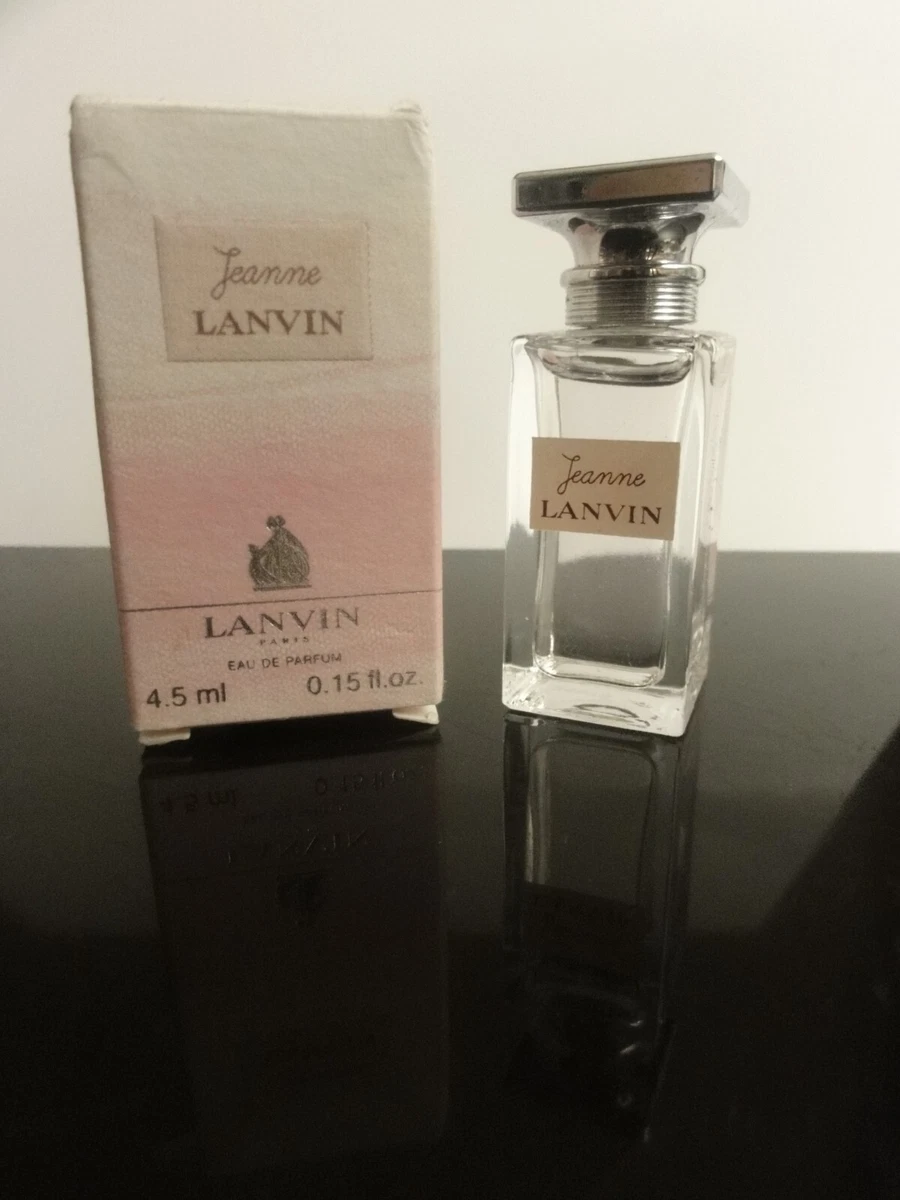 Jeanne
LANVIN
LANVIN
PARIS
EAU DE PARFUM
4.5 ml 0.15 fl.oz.
Jeanne
LANVIN